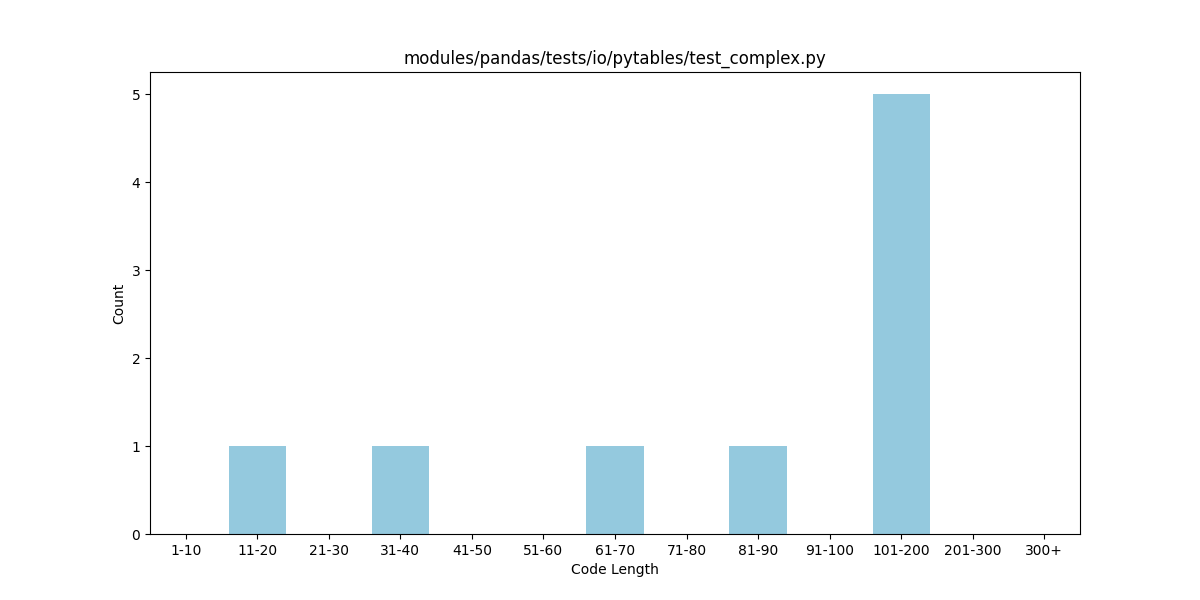 modules/pandas/tests/io/pytables/test_complex.py
5
4
3
2
1
0
Count
1-10 11-20 21-30 31-40 41-50 51-60 61-70 71-80 81-90 91-100 101-200 201-300 300+
Code Length